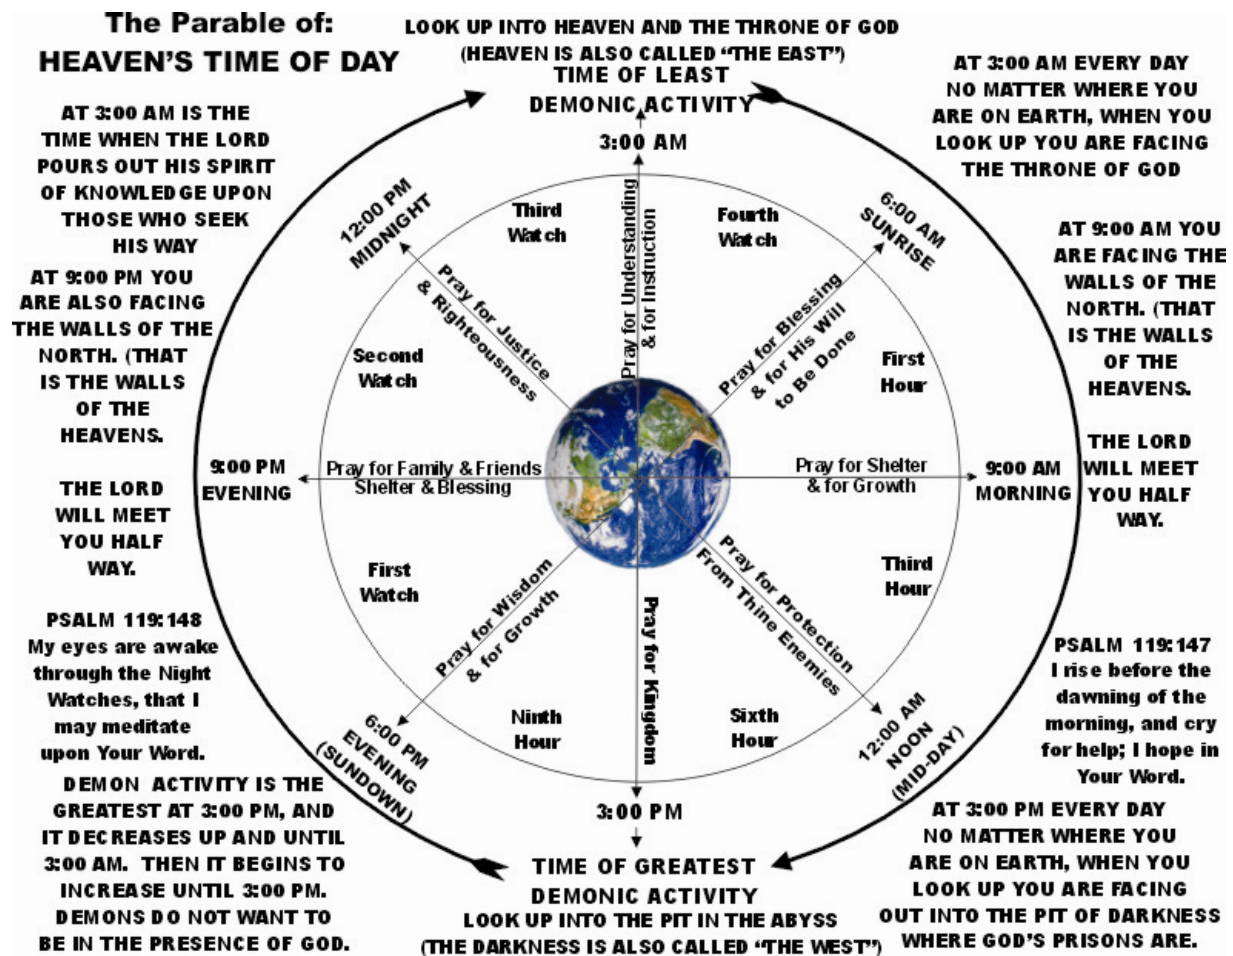 The Parable of:
HEAVEN'S TIME OF DAY
LOOK UP INTO HEAVEN AND THE THRONE OF GOD
(HEAVEN IS ALSO CALLED "THE EAST")
TIME OF LEAST
DEMONIC ACTIVITY
3:00 AM
AT 3:00 AM IS THE
TIME WHEN THE LORD
POURS OUT HIS SPIRIT
OF KNOWLEDGE UPON
THOSE WHO SEEK
HIS WAY
AT 9:00 PM YOU
ARE ALSO FACING
THE WALLS OF THE
NORTH. (THAT
IS THE WALLS
OF THE
HEAVENS.
THE LORD
WILL MEET
YOU HALF
WAY.
PSALM 119:148
My eyes are awake
through the Night
Watches, that I
may meditate
upon Your Word.
DEMON ACTIVITY IS THE
GREATEST AT 3:00 PM, AND
IT DECREASES UP AND UNTIL
3:00 AM. THEN IT BEGINS TO
INCREASE UNTIL 3:00 PM.
DEMONS DO NOT WANT TO
BE IN THE PRESENCE OF GOD.
AT 3:00 AM EVERY DAY
NO MATTER WHERE YOU
ARE ON EARTH, WHEN YOU
LOOK UP YOU ARE FACING
THE THRONE OF GOD
AT 9:00 AM YOU
ARE FACING THE
WALLS OF THE
NORTH. (THAT
IS THE WALLS
OF THE
HEAVENS.
THE LORD
WILL MEET
YOU HALF
WAY.
PSALM 119:147
I rise before the
dawning of the
morning, and cry
for help; I hope in
Your Word.
AT 3:00 PM EVERY DAY
NO MATTER WHERE YOU
ARE ON EARTH, WHEN YOU
LOOK UP YOU ARE FACING
OUT INTO THE PIT OF DARKNESS
WHERE GOD'S PRISONS ARE.
12:00 PM
MIDNIGHT
Third
Watch
Fourth
Watch
6:00 AM
SUNRISE
Pray for Understanding
& for Instruction
Pray for Justice
& Righteousness
Pray for Blessing
& for His Will
to Be Done
Second
Watch
First
Hour
9:00 PM
EVENING
Pray for Family & Friends
Shelter & Blessing
Pray for Shelter
& for Growth
9:00 AM
MORNING
First
Watch
Third
Hour
Pray for Wisdom
& for Growth
Pray for Kingdom
Pray for Protection
From Thine Enemies
Ninth
Hour
Sixth
Hour
6:00 PM
EVENING
(SUNDOWN)
12:00 AM
NOON
(MID-DAY)
3:00 PM
TIME OF GREATEST
DEMONIC ACTIVITY
LOOK UP INTO THE PIT IN THE ABYSS
(THE DARKNESS IS ALSO CALLED "THE WEST")